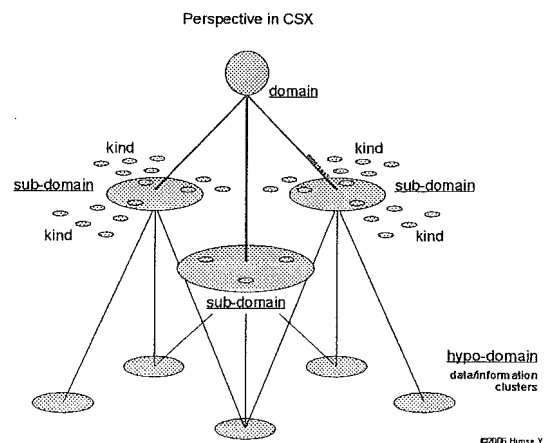 Perspective in CSX
domain
kind
kind
sub-domain
sub-domain
kind
kind
sub-domain
hypo-domain
data/information
clusters
©2006